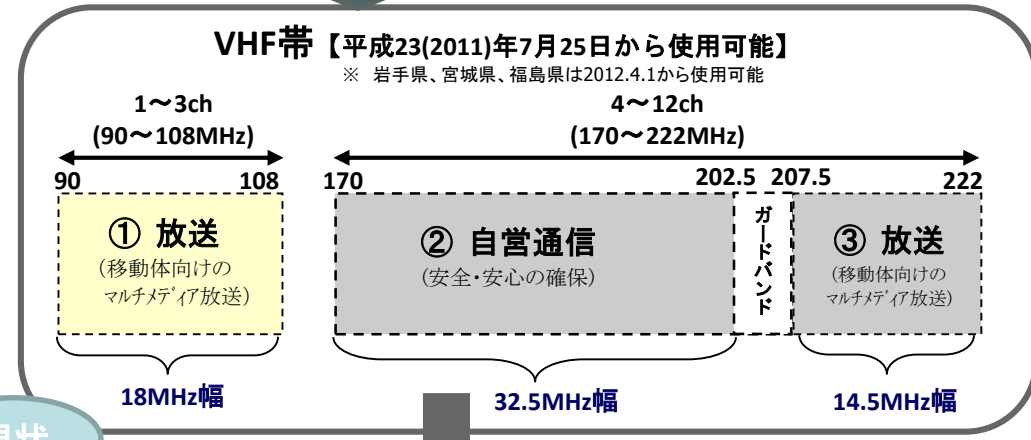 VHF帯【平成23(2011)年7月25日から使用可能】
※ 岩手県、宮城県、福島県は2012.4.1から使用可能
1～3ch
(90～108MHz)
4～12ch
(170～222MHz)
90
108
170
202.5
207.5
222
① 放送
(移動体向けの
マルチメディア放送)
② 自営通信
(安全・安心の確保)
ガードバンド
③ 放送
(移動体向けの
マルチメディア放送)
18MHz幅
32.5MHz幅
14.5MHz幅